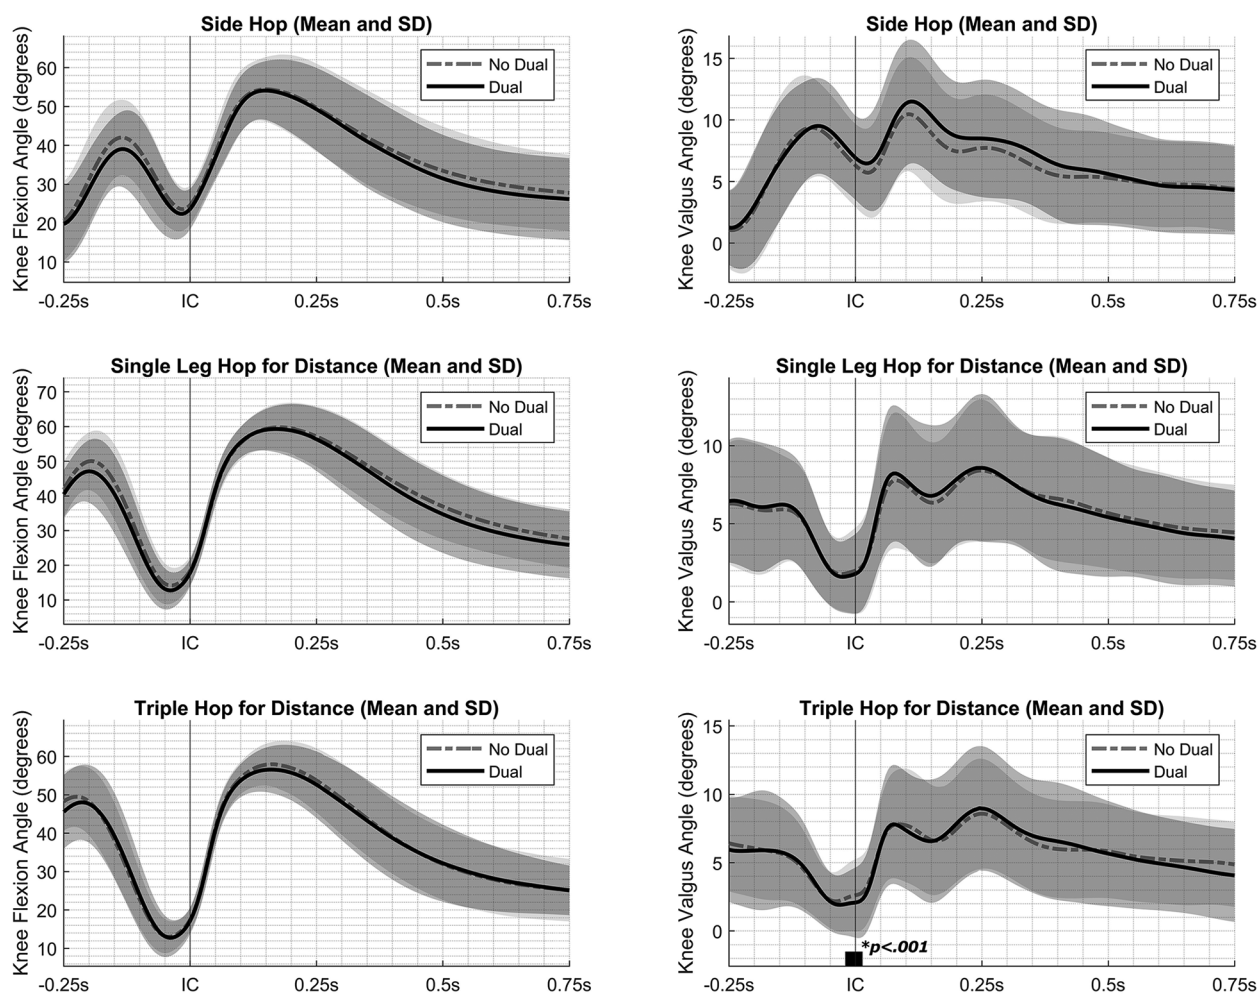 Side Hop (Mean and SD)
Knee Flexion Angle (degrees)
60
50
40
30
20
10
No Dual
Dual
-0.25s IC 0.25s 0.5s 0.75s
Side Hop (Mean and SD)
Knee Valgus Angle (degrees)
15
10
5
0
No Dual
Dual
-0.25s IC 0.25s 0.5s 0.75s
Single Leg Hop for Distance (Mean and SD)
Knee Flexion Angle (degrees)
70
60
50
40
30
20
10
No Dual
Dual
-0.25s IC 0.25s 0.5s 0.75s
Single Leg Hop for Distance (Mean and SD)
Knee Valgus Angle (degrees)
10
5
0
No Dual
Dual
-0.25s IC 0.25s 0.5s 0.75s
Triple Hop for Distance (Mean and SD)
Knee Flexion Angle (degrees)
60
50
40
30
20
10
No Dual
Dual
-0.25s IC 0.25s 0.5s 0.75s
Triple Hop for Distance (Mean and SD)
Knee Valgus Angle (degrees)
15
10
5
0
No Dual
Dual
*p<.001
-0.25s IC 0.25s 0.5s 0.75s